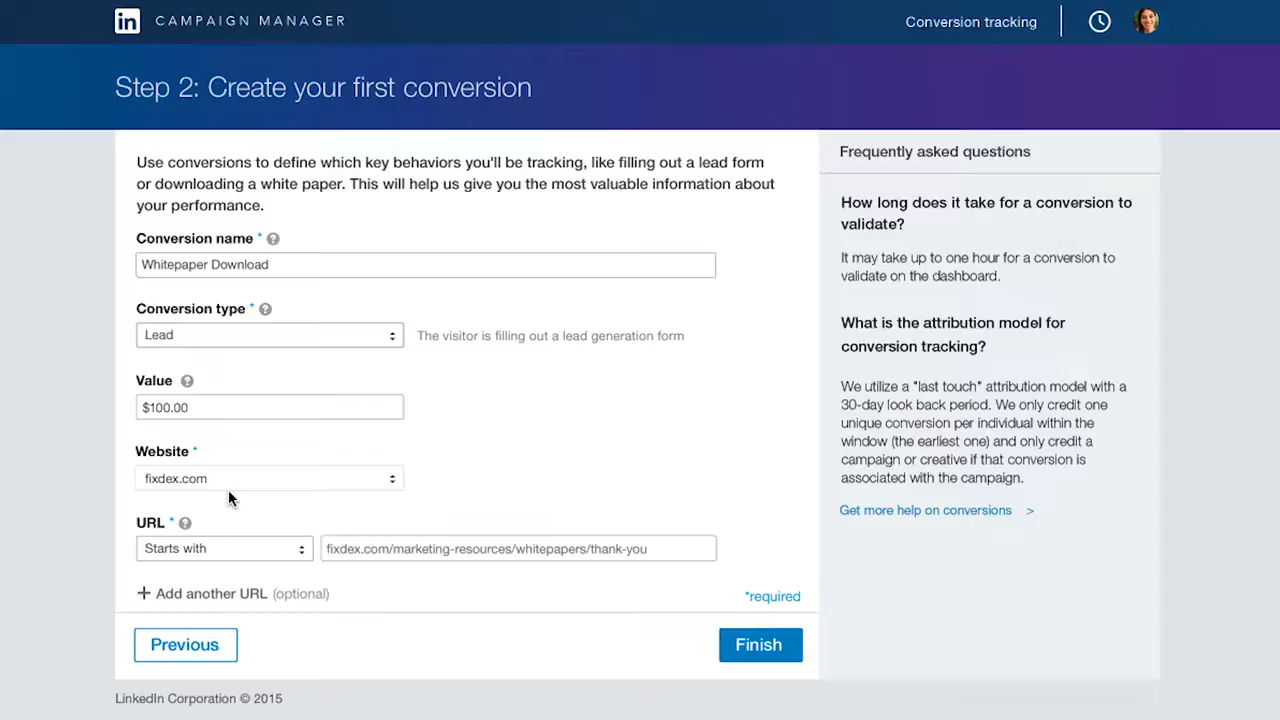 in CAMPAIGN MANAGER
Conversion tracking
Step 2: Create your first conversion
Use conversions to define which key behaviors you'll be tracking, like filling out a lead form
or downloading a white paper. This will help us give you the most valuable information about
your performance.
Conversion name * ?
Whitepaper Download
Conversion type * ?
Lead
The visitor is filling out a lead generation form
Value ?
$100.00
Website *
fixdex.com
URL * ?
Starts with
fixdex.com/marketing-resources/whitepapers/thank-you
+ Add another URL (optional)
*required
Previous
Finish
Frequently asked questions
How long does it take for a conversion to
validate?
It may take up to one hour for a conversion to
validate on the dashboard.
What is the attribution model for
conversion tracking?
We utilize a "last touch" attribution model with a
30-day look back period. We only credit one
unique conversion per individual within the
window (the earliest one) and only credit a
campaign or creative if that conversion is
associated with the campaign.
Get more help on conversions >
LinkedIn Corporation © 2015